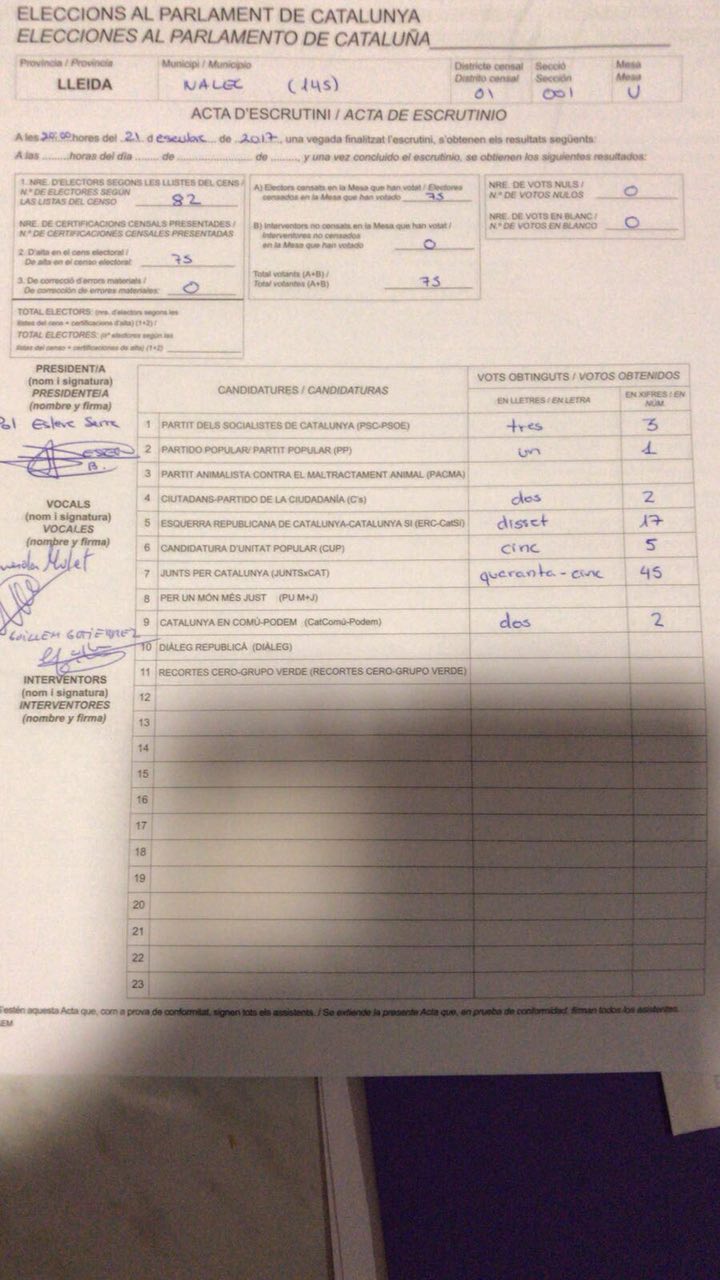 ELECCIONS AL PARLAMENT DE CATALUNYA
ELECCIONES AL PARLAMENTO DE CATALUÑA
Província / Provincia
LLEIDA
Municipi / Municipio
NALEC (145)
Districte censal
Distrito censal
01
Secció
Sección
001
Mesa
Mesa
U
ACTA D'ESCRUTINI / ACTA DE ESCRUTINIO
A les 20:00 hores del 21 d de 2017, una vegada finalitzat l'escrutini, s'obtenen els resultats següents:
A las ........horas del día ....... de ........................ de ........, y una vez concluido el escrutinio, se obtienen los siguientes resultados:
1. NRE. D'ELECTORS SEGONS LES LLISTES DEL CENS /
N.º DE ELECTORES SEGÚN
LAS LISTAS DEL CENSO 82
NRE. DE CERTIFICACIONS CENSALS PRESENTADES /
N.º DE CERTIFICACIONES CENSALES PRESENTADAS
2. D'alta en el cens electoral /
De alta en el censo electoral: 75
3. De correcció d'errors materials /
De corrección de errores materiales: 0
TOTAL ELECTORS: (nre. d'electors segons les
llistes del cens + certificacions d'alta) (1+2) /
TOTAL ELECTORES: (nº electores según las
listas del censo + certificaciones de alta) (1+2)
A) Electors censats en la Mesa que han votat / Electores
censados en la Mesa que han votado 75
B) Interventors no censats en la Mesa que han votat /
Interventores no censados
en la Mesa que han votado 0
Total votants (A+B) /
Total votantes (A+B) 75
NRE. DE VOTS NULS /
N.º DE VOTOS NULOS 0
NRE. DE VOTS EN BLANC /
N.º DE VOTOS EN BLANCO 0
PRESIDENT/A
(nom i signatura)
PRESIDENTE/A
(nombre y firma)
Pol Esteve Serra
VOCALS
(nom i signatura)
VOCALES
(nombre y firma)
Molet
GUILLEM GUTIÉRREZ
INTERVENTORS
(nom i signatura)
INTERVENTORES
(nombre y firma)
CANDIDATURES / CANDIDATURAS
VOTS OBTINGUTS / VOTOS OBTENIDOS
EN LLETRES / EN LETRA
EN XIFRES / EN NÚM.
1 PARTIT DELS SOCIALISTES DE CATALUNYA (PSC-PSOE) tres 3
2 PARTIDO POPULAR/ PARTIT POPULAR (PP) un 1
3 PARTIT ANIMALISTA CONTRA EL MALTRACTAMENT ANIMAL (PACMA)
4 CIUTADANS-PARTIDO DE LA CIUDADANÍA (C's) dos 2
5 ESQUERRA REPUBLICANA DE CATALUNYA-CATALUNYA SI (ERC-CatSí) disset 17
6 CANDIDATURA D'UNITAT POPULAR (CUP) cinc 5
7 JUNTS PER CATALUNYA (JUNTSxCAT) quaranta-cinc 45
8 PER UN MÓN MÉS JUST (PU M+J)
9 CATALUNYA EN COMÚ-PODEM (CatComú-Podem) dos 2
10 DIÀLEG REPUBLICÀ (DIÀLEG)
11 RECORTES CERO-GRUPO VERDE (RECORTES CERO-GRUPO VERDE)
12
13
14
15
16
17
18
19
20
21
22
23
S'estén aquesta Acta que, com a prova de conformitat, signen tots els assistents. / Se extiende la presente Acta que, en prueba de conformidad, firman todos los asistentes.